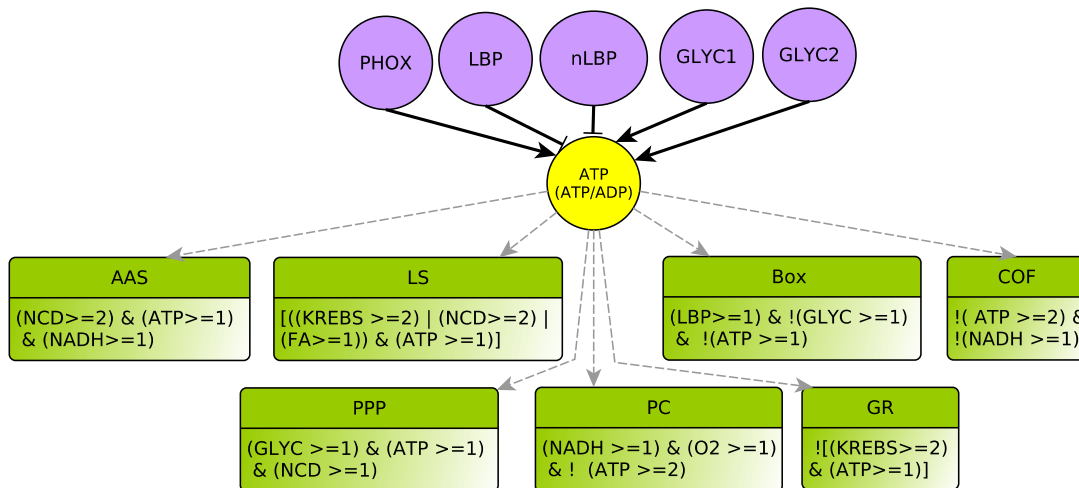 PHOX
LBP
nLBP
GLYC1
GLYC2
ATP
(ATP/ADP)
AAS
(NCD>=2) & (ATP>=1)
& (NADH>=1)
LS
[((KREBS >=2) | (NCD>=2) |
(FA>=1)) & (ATP >=1)]
Box
(LBP>=1) & !(GLYC >=1)
& !(ATP >=1)
COF
!( ATP >=2) &
!(NADH >=1)
PPP
(GLYC >=1) & (ATP >=1)
& (NCD >=1)
PC
(NADH >=1) & (O2 >=1)
& ! (ATP >=2)
GR
![(KREBS>=2)
& (ATP>=1)]